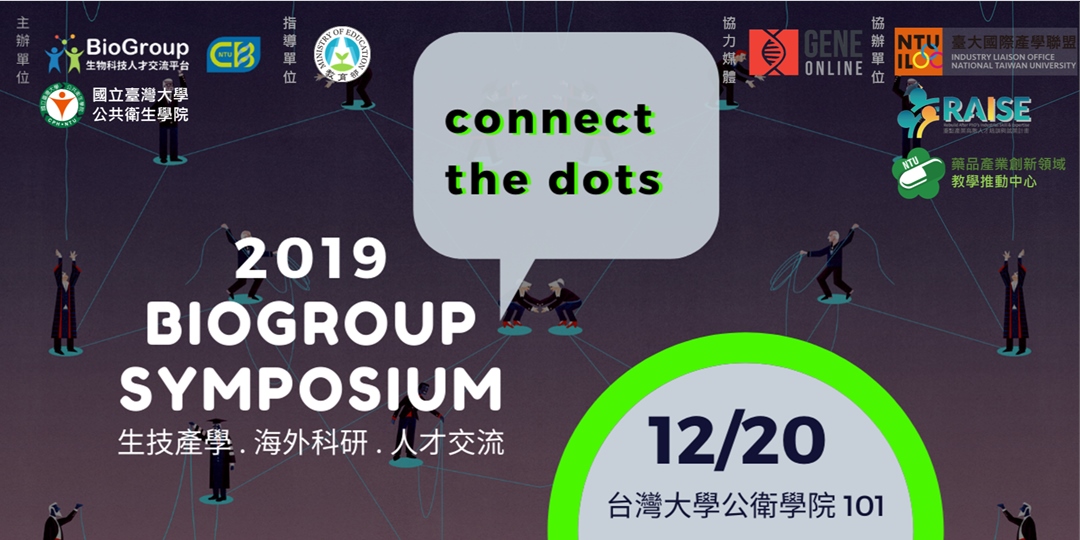 主辦單位
BioGroup
生物科技人才交流平台
NTU
CB
國立臺灣大學
公共衛生學院
CPH NTU
指導單位
MINISTRY OF EDUCATION
教育部
協力媒體
GENE
ONLINE
協辦單位
NTU
ILO
臺大國際產學聯盟
INDUSTRY LIAISON OFFICE
NATIONAL TAIWAN UNIVERSITY
RAISE
NTU
藥品產業創新領域
教學推動中心
connect
the dots
2019
BIOGROUP
SYMPOSIUM
生技產學 . 海外科研 . 人才交流
12/20
台灣大學公衛學院 101